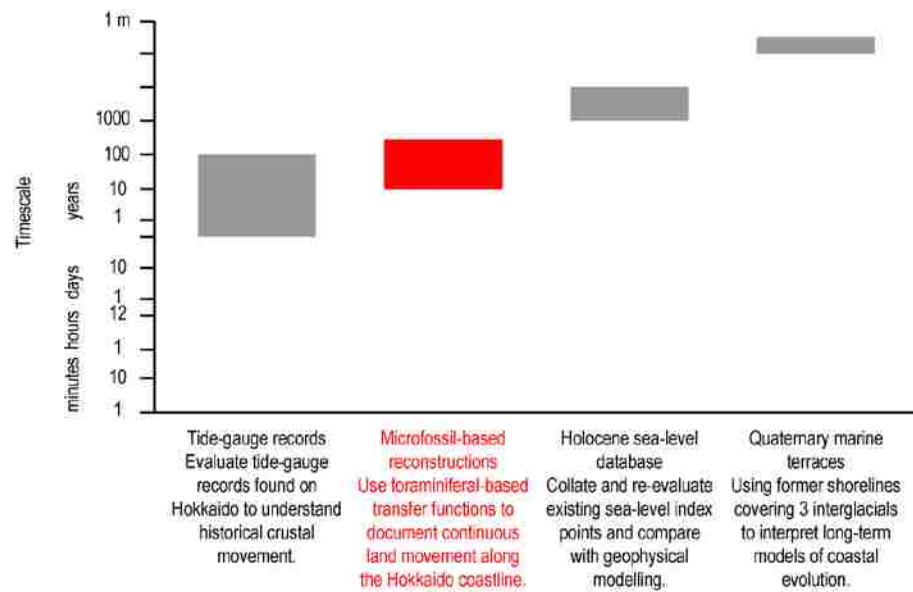 1 m
1000
100
10
1
10
1
12
1
10
1
Timescale
years
days
hours
minutes
Tide-gauge records
Evaluate tide-gauge
records found on
Hokkaido to understand
historical crustal
movement.
Microfossil-based
reconstructions
Use foraminiferal-based
transfer functions to
document continuous
land movement along
the Hokkaido coastline.
Holocene sea-level
database
Collate and re-evaluate
existing sea-level index
points and compare
with geophysical
modelling.
Quaternary marine
terraces
Using former shorelines
covering 3 interglacials
to interpret long-term
models of coastal
evolution.